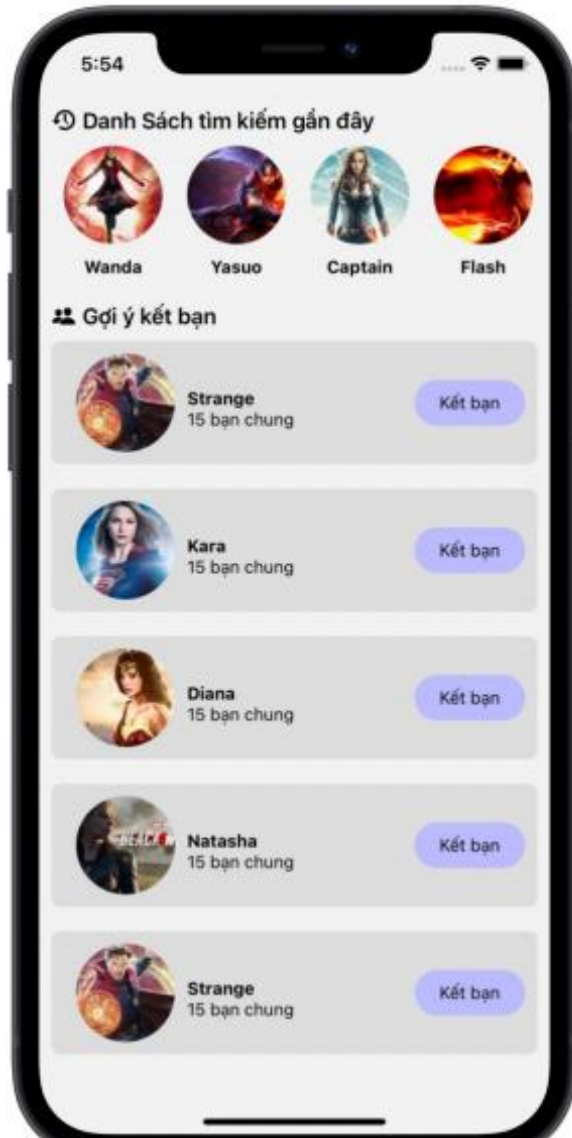 5:54
Danh Sách tìm kiếm gần đây
Wanda Yasuo Captain Flash
Gợi ý kết bạn
Strange
15 bạn chung
Kết bạn
Kara
15 bạn chung
Kết bạn
Diana
15 bạn chung
Kết bạn
Natasha
15 bạn chung
Kết bạn
Strange
15 bạn chung
Kết bạn